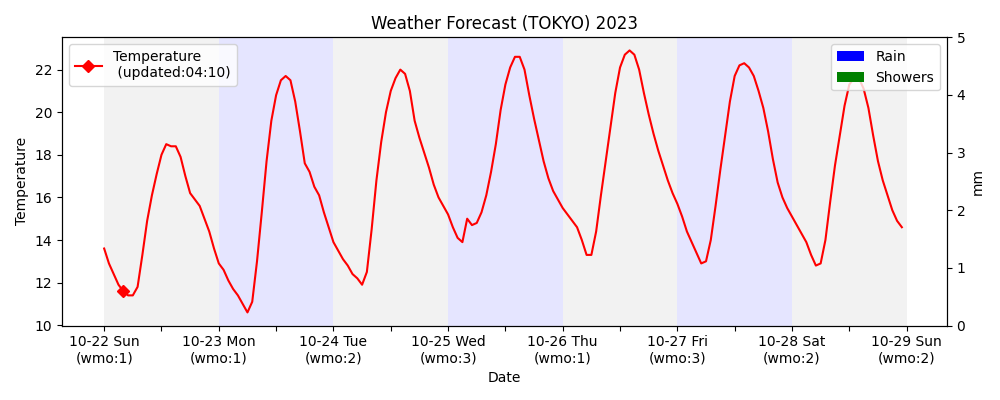 Weather Forecast (TOKYO) 2023
Temperature
(updated:04:10)
Rain
Showers
Temperature
22
20
18
16
14
12
10
5
4
3
2
1
0
mm
10-22 Sun
(wmo:1)
10-23 Mon
(wmo:1)
10-24 Tue
(wmo:2)
10-25 Wed
(wmo:3)
10-26 Thu
(wmo:1)
10-27 Fri
(wmo:3)
10-28 Sat
(wmo:2)
10-29 Sun
(wmo:2)
Date